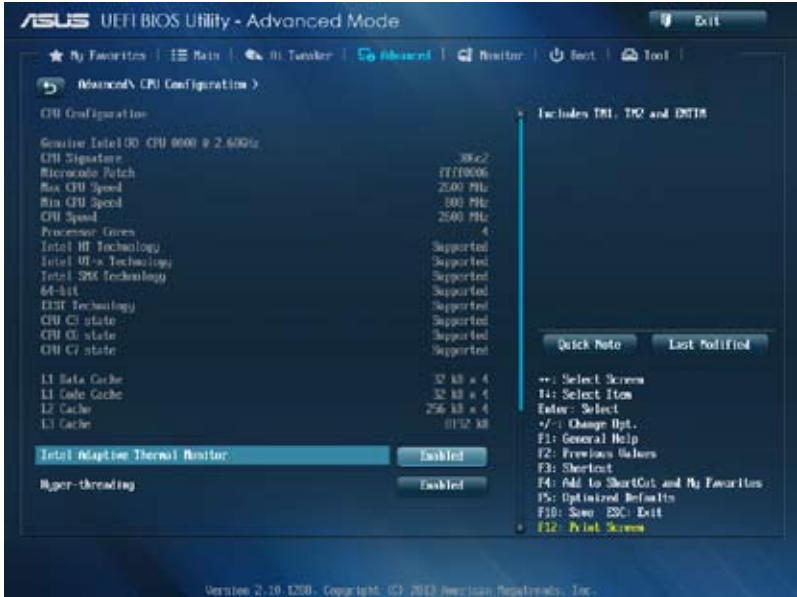 ASUS UEFI BIOS Utility - Advanced Mode
Exit
My Favorites Main Ai Tweaker Advanced Monitor Boot Tool
Advanced\ CPU Configuration >
CPU Configuration
Includes TM1, TM2 and EMTTM
Genuine Intel(R) CPU 0000 @ 2.60GHz
CPU Signature
Microcode Patch
Max CPU Speed 2600 MHz
Min CPU Speed 800 MHz
CPU Speed 2600 MHz
Processor Cores 4
Intel HT Technology Supported
Intel VT-x Technology Supported
Intel SMX Technology Supported
64-bit Supported
EIST Technology Supported
CPU C3 state Supported
CPU C6 state Supported
CPU C7 state Supported
L1 Data Cache 32 kB x 4
L1 Code Cache 32 kB x 4
L2 Cache 256 kB x 4
L3 Cache 8192 kB
Intel Adaptive Thermal Monitor Enabled
Hyper-threading Enabled
Quick Note Last Modified
→←: Select Screen
↑↓: Select Item
Enter: Select
+/-: Change Opt.
F1: General Help
F2: Previous Values
F3: Shortcut
F4: Add to ShortCut and My Favorites
F5: Optimized Defaults
F10: Save ESC: Exit
F12: Print Screen
Version 2.10.1208. Copyright (C) 2013 American Megatrends, Inc.